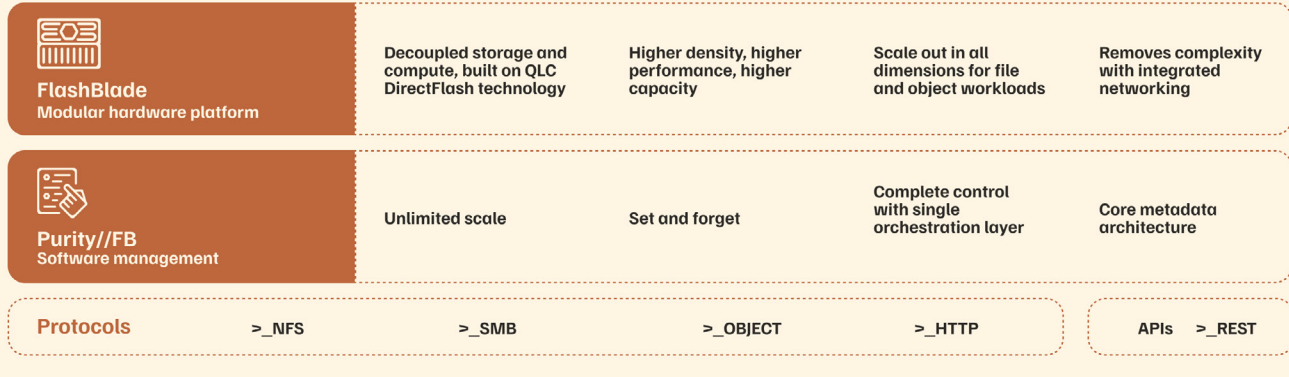 FlashBlade
Modular hardware platform
Decoupled storage and
compute, built on QLC
DirectFlash technology
Higher density, higher
performance, higher
capacity
Scale out in all
dimensions for file
and object workloads
Removes complexity
with integrated
networking
Purity//FB
Software management
Unlimited scale
Set and forget
Complete control
with single
orchestration layer
Core metadata
architecture
Protocols >_NFS >_SMB >_OBJECT >_HTTP
APIs >_REST